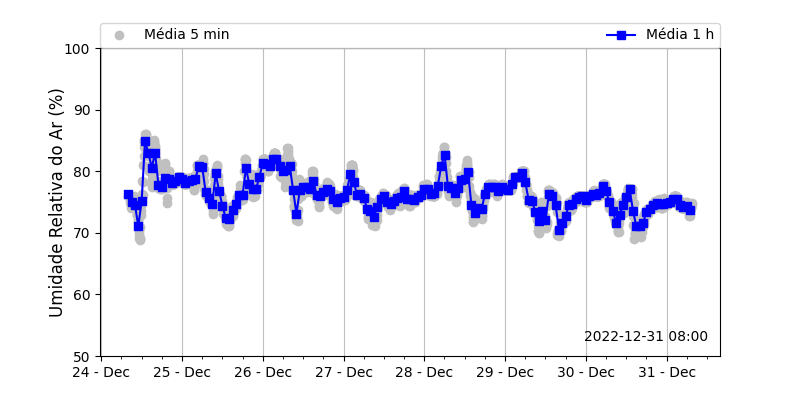 Média 5 min
Média 1 h
Umidade Relativa do Ar (%)
100
90
80
70
60
50
2022-12-31 08:00
24 - Dec
25 - Dec
26 - Dec
27 - Dec
28 - Dec
29 - Dec
30 - Dec
31 - Dec